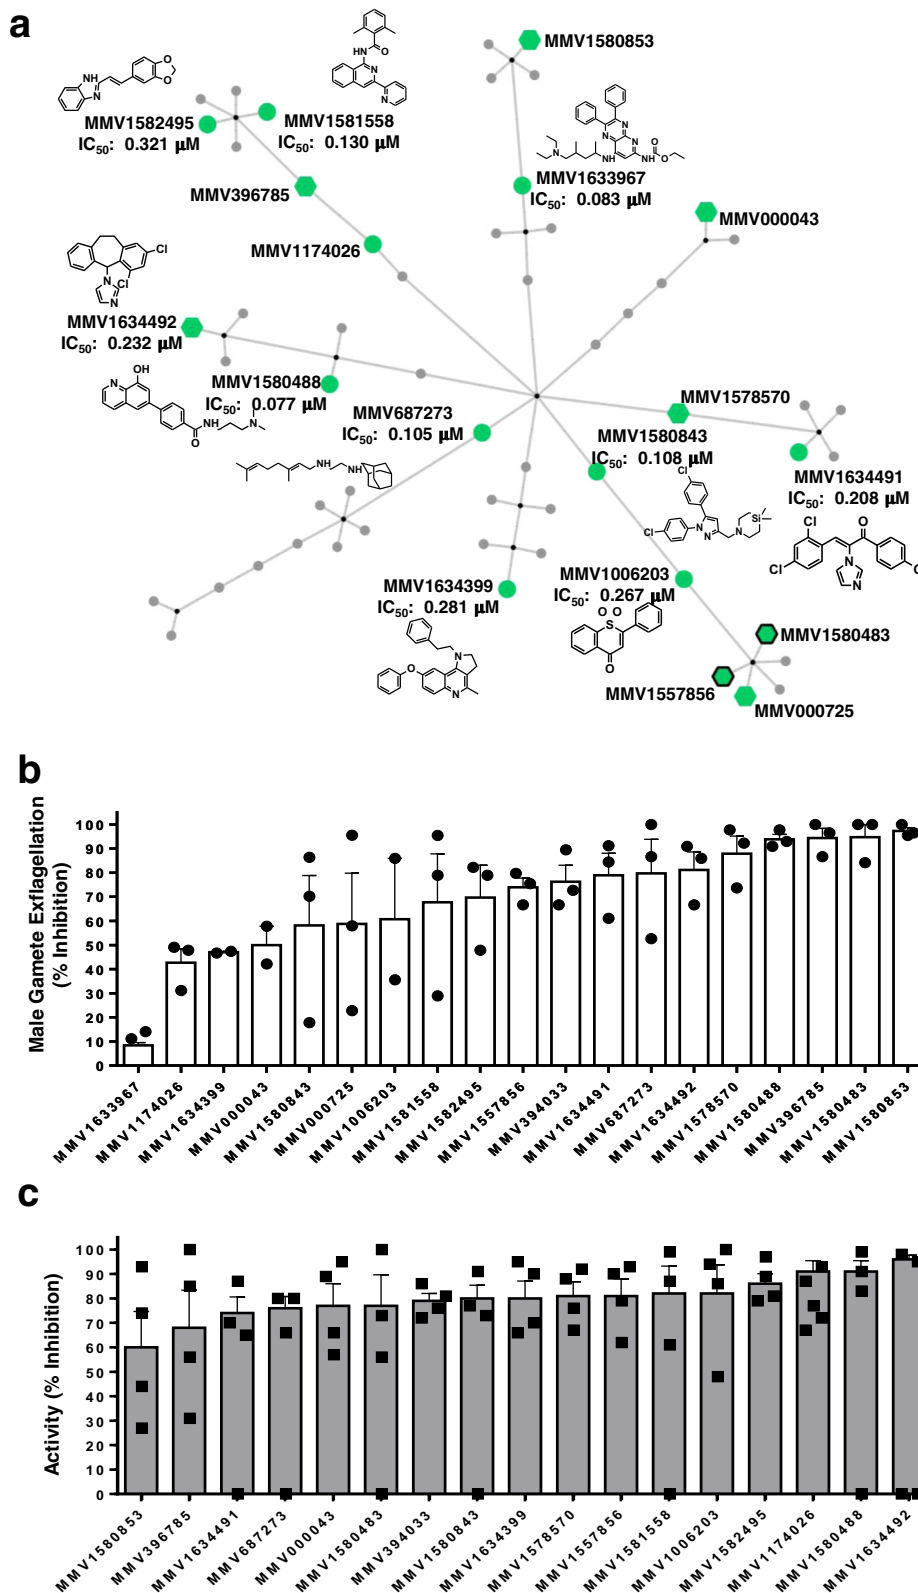 a
MMV1580853
MMV1582495
IC50: 0.321 μM
MMV1581558
IC50: 0.130 μM
MMV396785
MMV1633967
IC50: 0.083 μM
MMV000043
MMV1174026
MMV1634492
IC50: 0.232 μM
MMV1580488
IC50: 0.077 μM
MMV687273
IC50: 0.105 μM
MMV1578570
MMV1580843
IC50: 0.108 μM
MMV1634491
IC50: 0.208 μM
MMV1634399
IC50: 0.281 μM
MMV1006203
IC50: 0.267 μM
MMV1580483
MMV1557856
MMV000725
b
Male Gamete Exflagellation
(% Inhibition)
100
90
80
70
60
50
40
30
20
10
0
MMV1633967
MMV1174026
MMV1634399
MMV000043
MMV1580843
MMV000725
MMV1006203
MMV1581558
MMV1582495
MMV1557856
MMV394033
MMV1634491
MMV687273
MMV1634492
MMV1578570
MMV1580488
MMV396785
MMV1580483
MMV1580853
c
Activity (% Inhibition)
100
90
80
70
60
50
40
30
20
10
0
MMV1580853
MMV396785
MMV1634491
MMV687273
MMV000043
MMV1580483
MMV394033
MMV1580843
MMV1634399
MMV1578570
MMV1557856
MMV1581558
MMV1006203
MMV1582495
MMV1174026
MMV1580488
MMV1634492